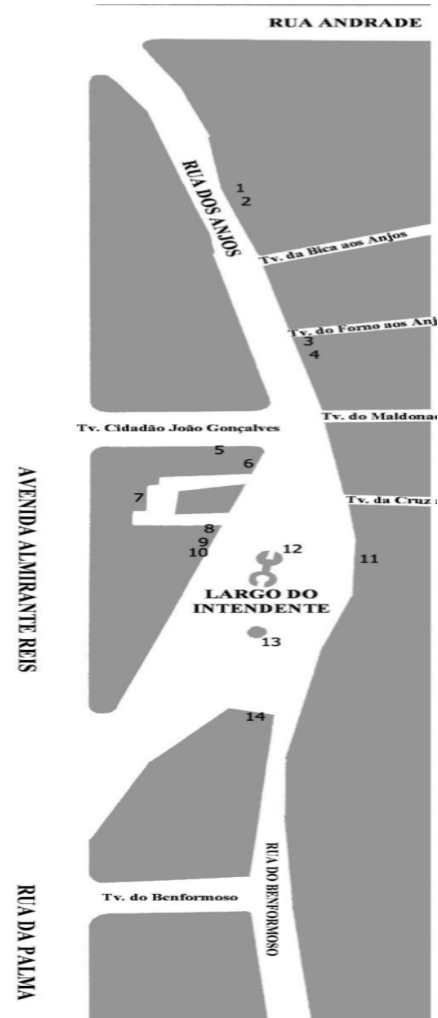 RUA ANDRADE
1
2
RUA DOS ANJOS
Tv. da Bica aos Anjos
Tv. do Forno aos Anj
3
4
Tv. Cidadão João Gonçalves
Tv. do Maldonad
5
6
7
Tv. da Cruz a
8
9
10
12
11
AVENIDA ALMIRANTE REIS
LARGO DO
INTENDENTE
13
14
RUA DO BENFORMOSO
Tv. do Benformoso
RUA DA PALMA